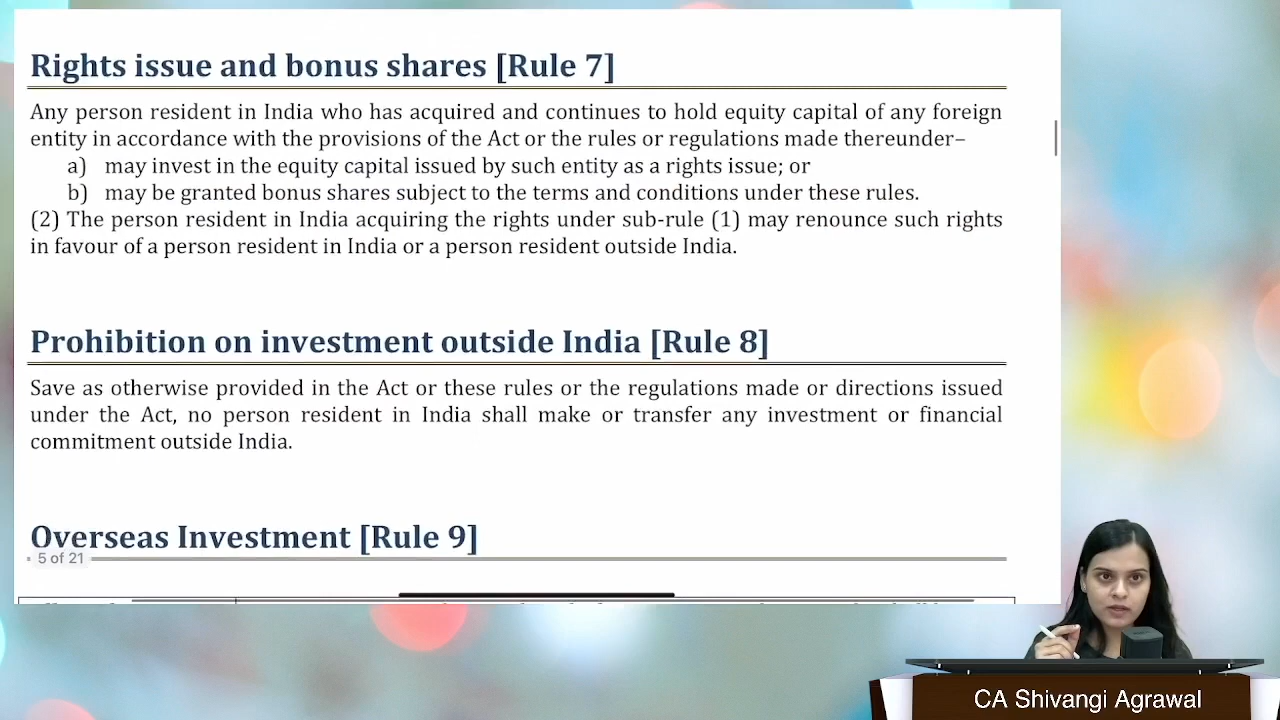 Rights issue and bonus shares [Rule 7]
Any person resident in India who has acquired and continues to hold equity capital of any foreign
entity in accordance with the provisions of the Act or the rules or regulations made thereunder–
a) may invest in the equity capital issued by such entity as a rights issue; or
b) may be granted bonus shares subject to the terms and conditions under these rules.
(2) The person resident in India acquiring the rights under sub-rule (1) may renounce such rights
in favour of a person resident in India or a person resident outside India.
Prohibition on investment outside India [Rule 8]
Save as otherwise provided in the Act or these rules or the regulations made or directions issued
under the Act, no person resident in India shall make or transfer any investment or financial
commitment outside India.
Overseas Investment [Rule 9]
5 of 21
CA Shivangi Agrawal